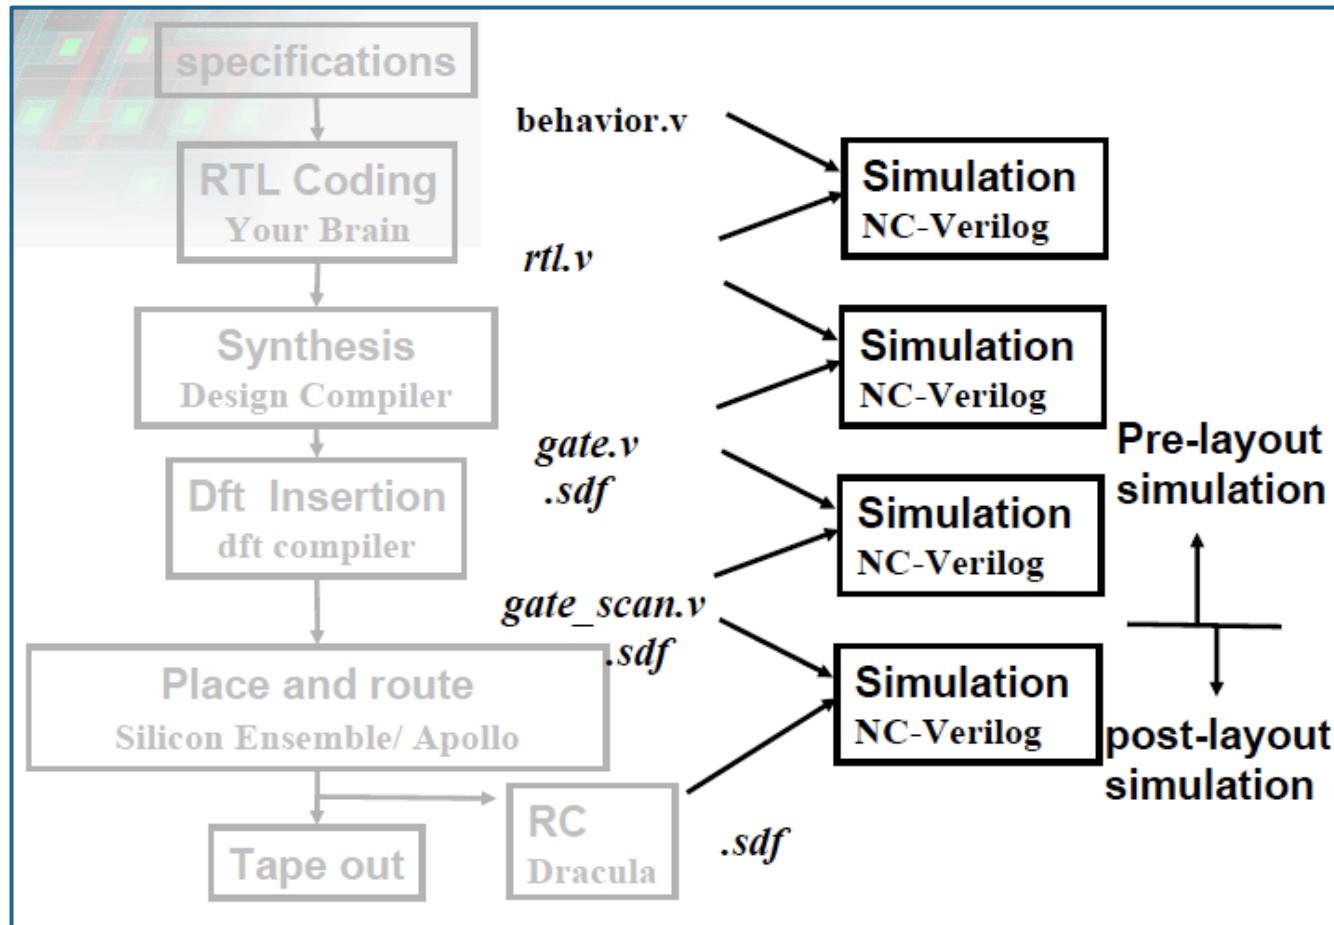 specifications
RTL Coding
Your Brain
Synthesis
Design Compiler
Dft Insertion
dft compiler
Place and route
Silicon Ensemble/ Apollo
Tape out
RC
Dracula
behavior.v
rtl.v
gate.v
.sdf
gate_scan.v
.sdf
.sdf
Simulation
NC-Verilog
Simulation
NC-Verilog
Simulation
NC-Verilog
Simulation
NC-Verilog
Pre-layout
simulation
post-layout
simulation